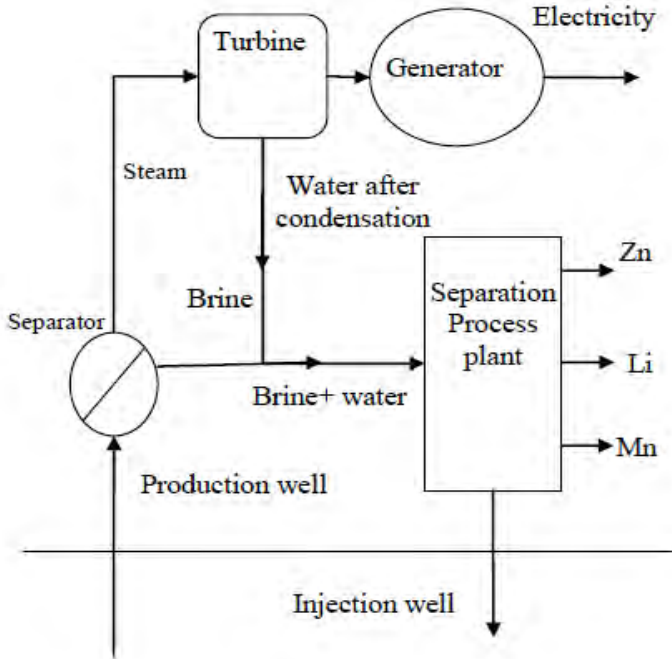 Electricity
Turbine
Generator
Steam
Water after
condensation
Zn
Brine
Separation
Process
plant
Separator
Li
Brine+ water
Mn
Production well
Injection well